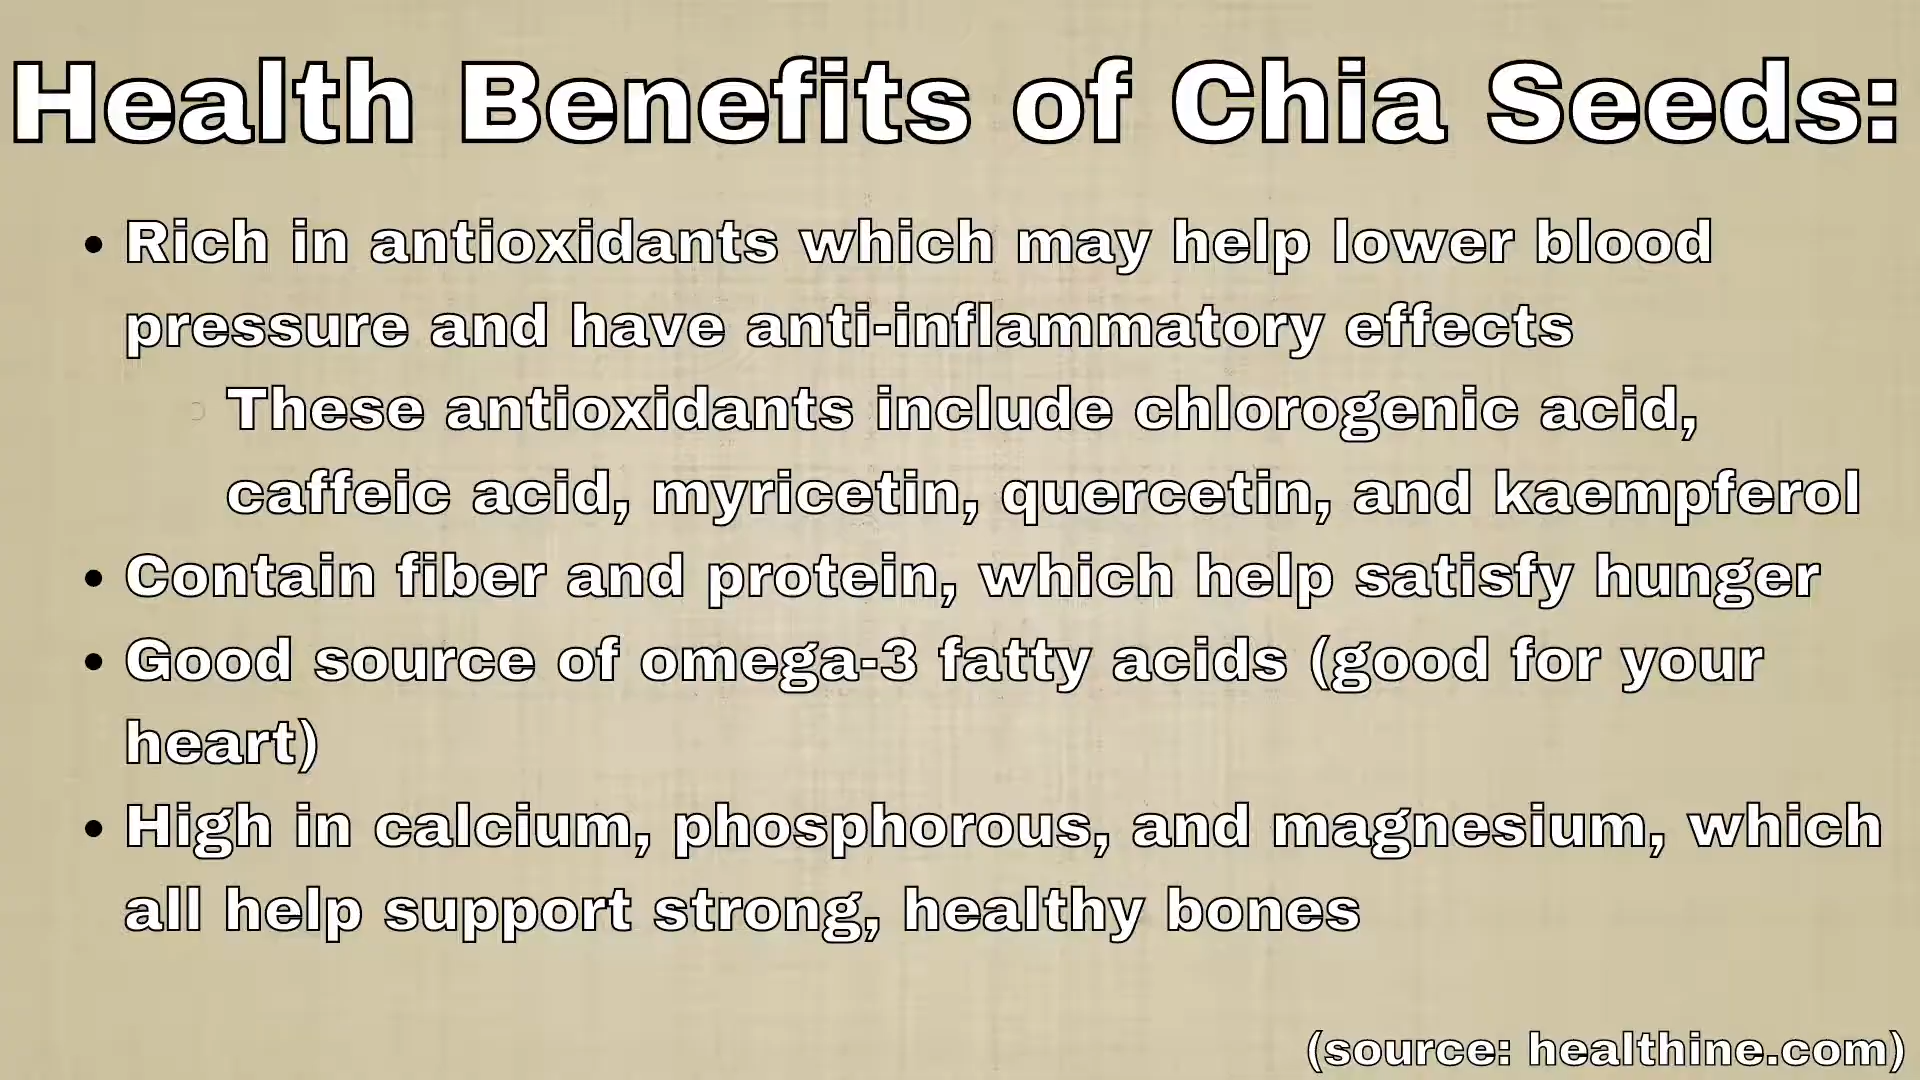 Health Benefits of Chia Seeds:
• Rich in antioxidants which may help lower blood
pressure and have anti-inflammatory effects
◦ These antioxidants include chlorogenic acid,
caffeic acid, myricetin, quercetin, and kaempferol
• Contain fiber and protein, which help satisfy hunger
• Good source of omega-3 fatty acids (good for your
heart)
• High in calcium, phosphorous, and magnesium, which
all help support strong, healthy bones
(source: healthine.com)